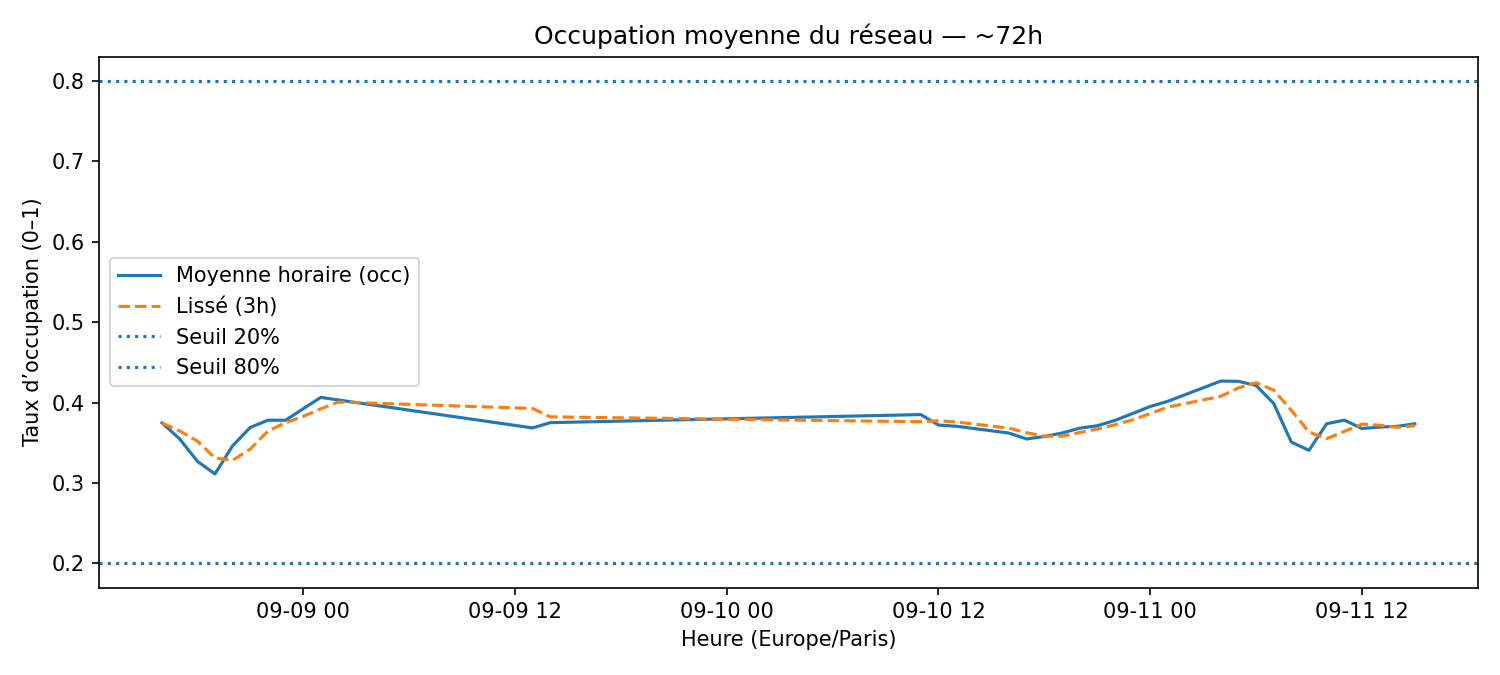 Occupation moyenne du réseau — ~72h
Taux d’occupation (0–1)
0.8
0.7
0.6
0.5
0.4
0.3
0.2
Moyenne horaire (occ)
Lissé (3h)
Seuil 20%
Seuil 80%
09-09 00
09-09 12
09-10 00
09-10 12
09-11 00
09-11 12
Heure (Europe/Paris)